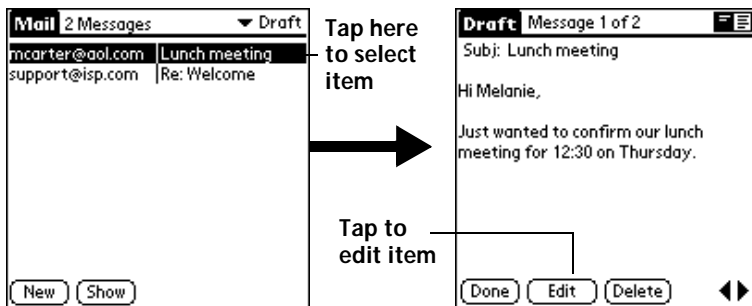 Mail 2 Messages ▼ Draft
mcarter@aol.com Lunch meeting
support@isp.com Re: Welcome
New Show
Tap here
to select
item
Tap to
edit item
Draft Message 1 of 2
Subj: Lunch meeting
Hi Melanie,
Just wanted to confirm our lunch
meeting for 12:30 on Thursday.
Done Edit Delete